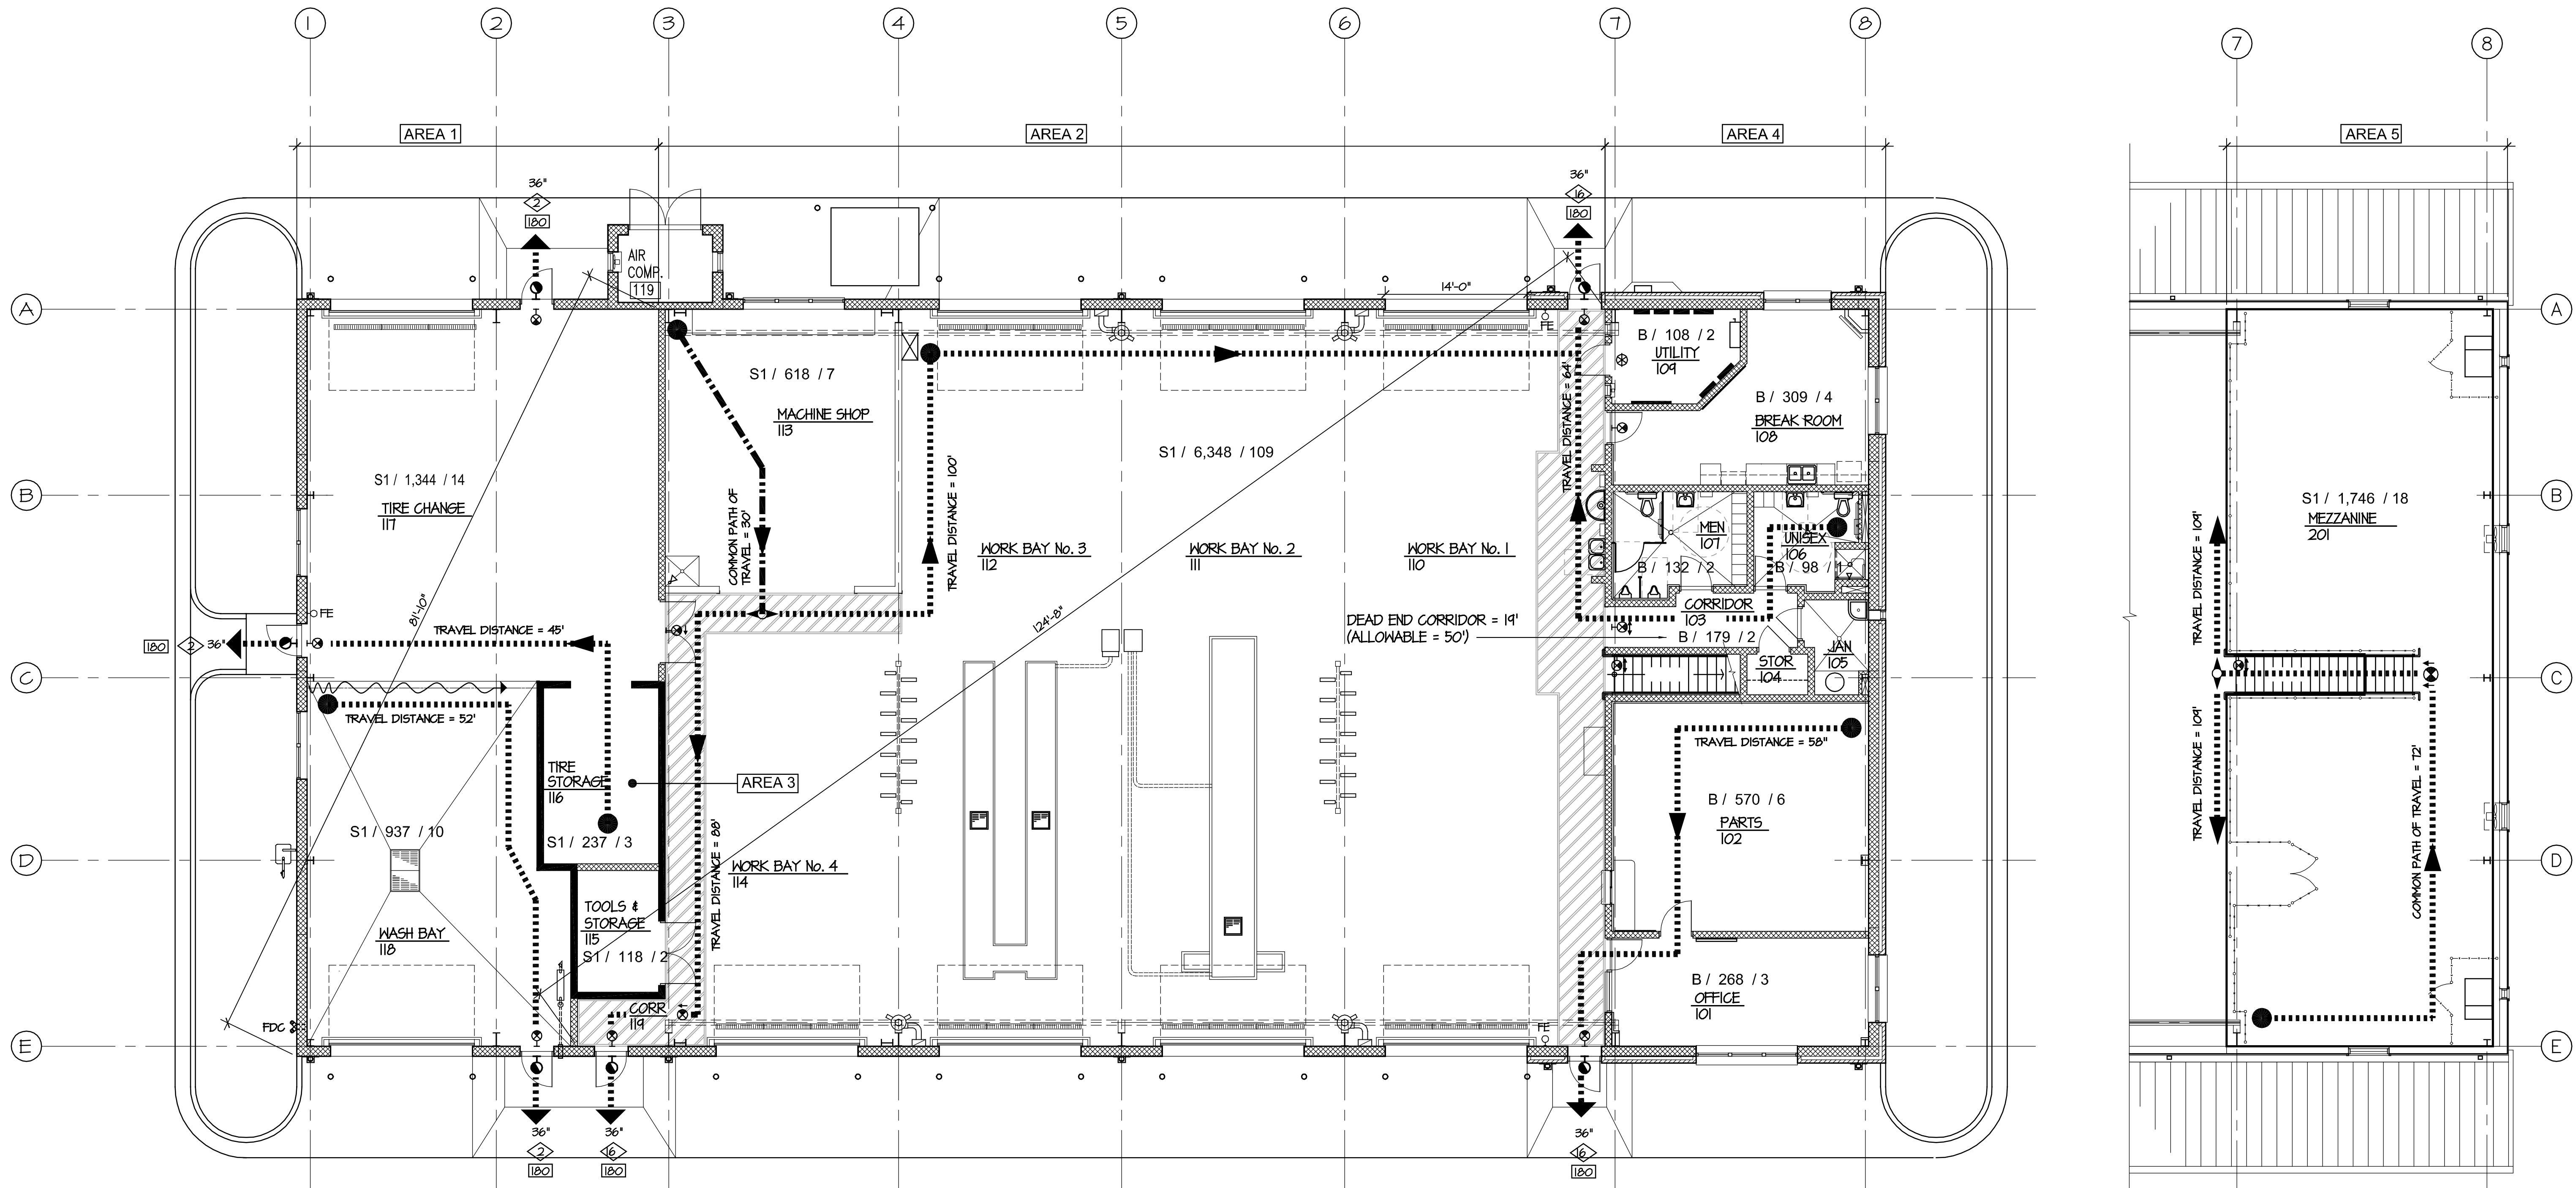 1
2
3
4
5
6
7
8
7
8
AREA 1
AREA 2
AREA 4
AREA 5
36"
2
180
36"
16
180
AIR
COMP.
119
14'-0"
A
A
FE
B / 108 / 2
UTILITY
109
S1 / 618 / 7
MACHINE SHOP
113
B / 309 / 4
BREAK ROOM
108
TRAVEL DISTANCE = 64'
S1 / 6,348 / 109
S1 / 1,344 / 14
TIRE CHANGE
117
B
B
COMMON PATH OF
TRAVEL = 30'
TRAVEL DISTANCE = 100'
S1 / 1,746 / 18
MEZZANINE
201
MEN
107
UNISEX
106
WORK BAY No. 3
112
WORK BAY No. 2
111
WORK BAY No. 1
110
B / 132 / 2
B / 98 / 1
TRAVEL DISTANCE = 109'
81'-10"
124'-8"
FE
CORRIDOR
103
DEAD END CORRIDOR = 19'
(ALLOWABLE = 50')
B / 179 / 2
TRAVEL DISTANCE = 45'
180
2
36"
JAN
105
STOR
104
C
C
TRAVEL DISTANCE = 52'
TRAVEL DISTANCE = 109'
TRAVEL DISTANCE = 58"
TIRE
STORAGE
116
AREA 3
COMMON PATH OF TRAVEL = 72'
B / 570 / 6
PARTS
102
S1 / 937 / 10
S1 / 237 / 3
D
D
TRAVEL DISTANCE = 88'
WORK BAY No. 4
114
TOOLS &
STORAGE
115
S1 / 118 / 2
WASH BAY
118
B / 268 / 3
OFFICE
101
CORR
119
FDC
FE
E
E
36"
2
180
36"
16
180
36"
16
180